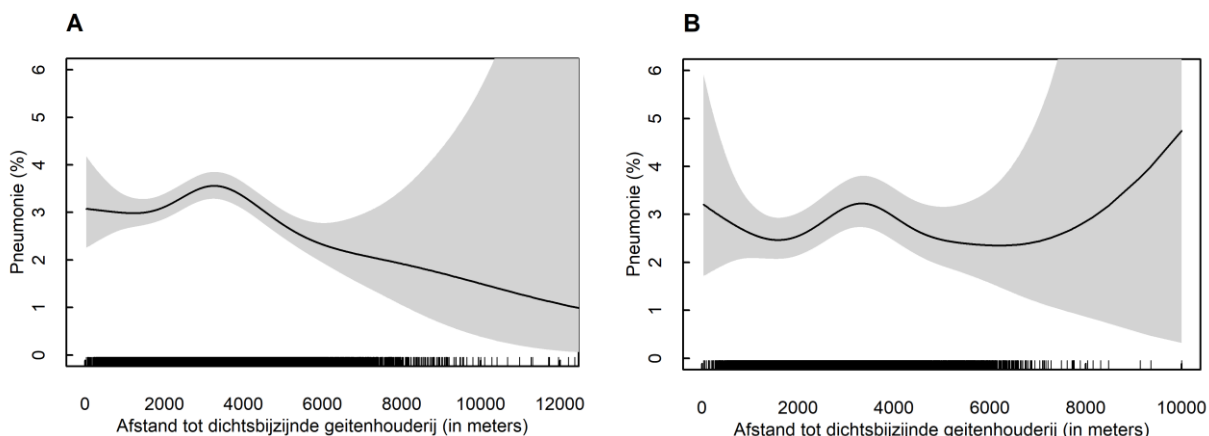 A
Pneumonie (%)
6
5
4
3
2
1
0
0 2000 4000 6000 8000 10000 12000
Afstand tot dichtsbijzijnde geitenhouderij (in meters)
B
Pneumonie (%)
6
5
4
3
2
1
0
0 2000 4000 6000 8000 10000
Afstand tot dichtsbijzijnde geitenhouderij (in meters)